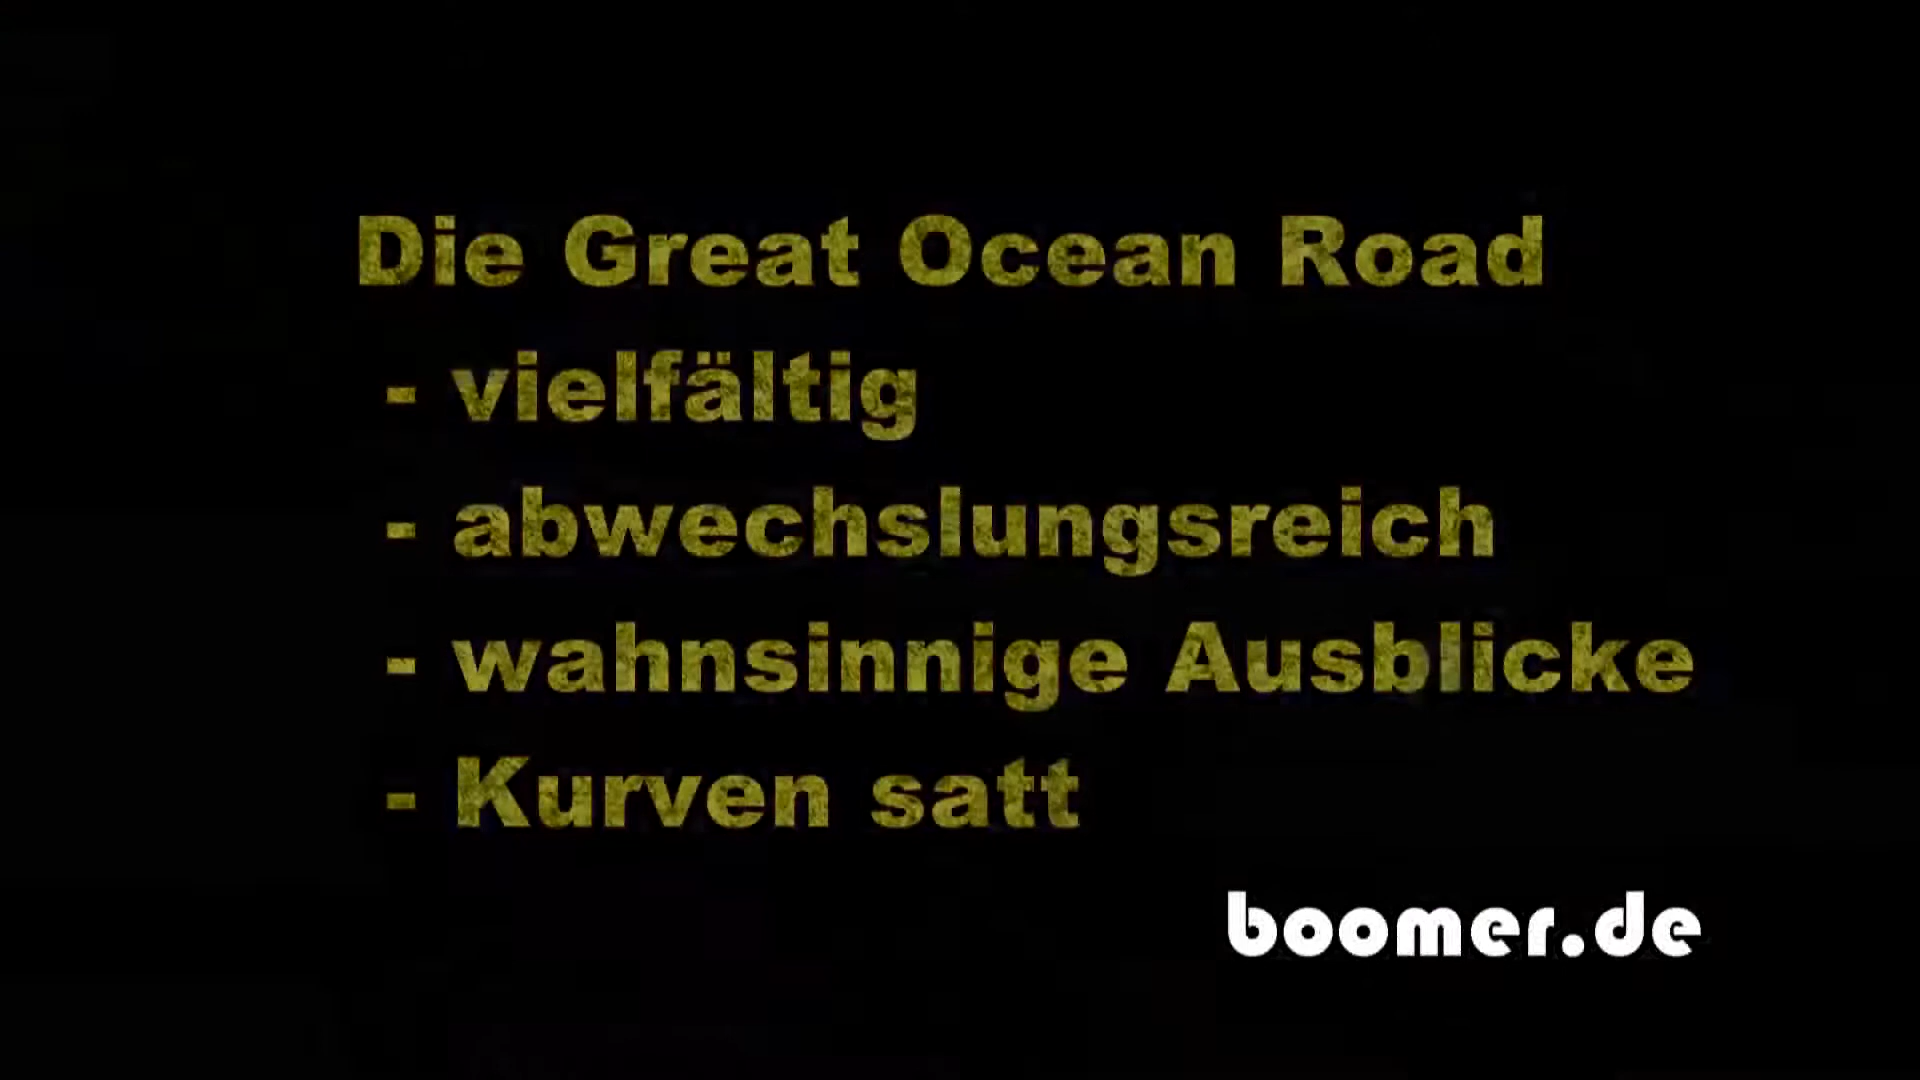 Die Great Ocean Road
- vielfältig
- abwechslungsreich
- wahnsinnige Ausblicke
- Kurven satt
boomer.de